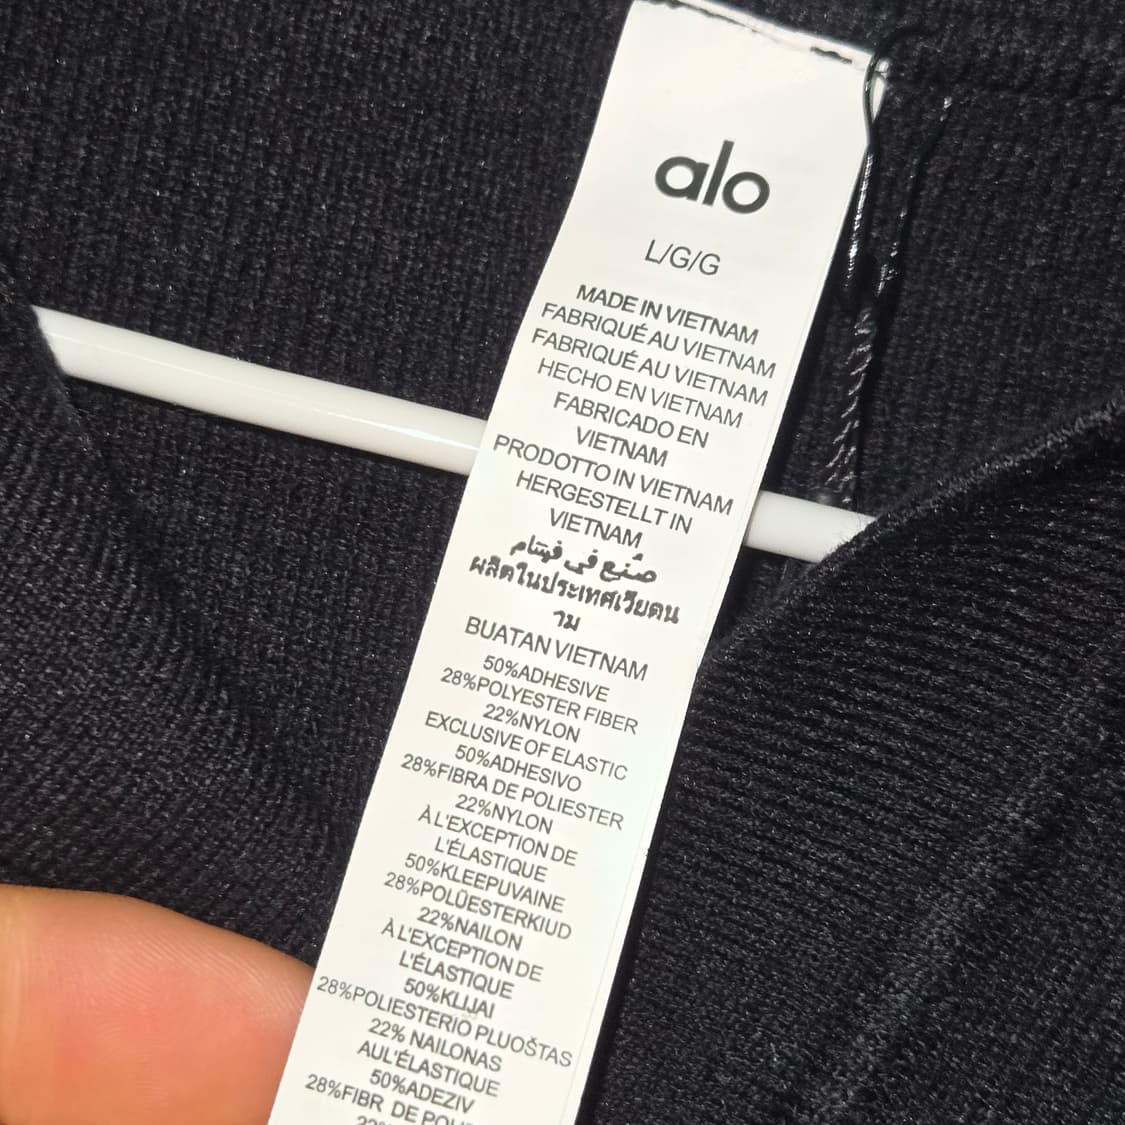 alo
L/G/G
MADE IN VIETNAM
FABRIQUÉ AU VIETNAM
FABRIQUÉ AU VIETNAM
HECHO EN VIETNAM
FABRICADO EN
VIETNAM
PRODOTTO IN VIETNAM
HERGESTELLT IN
VIETNAM
صُنع في فيتنام
ผลิตในประเทศเวียดน
าม
BUATAN VIETNAM
50%ADHESIVE
28%POLYESTER FIBER
22%NYLON
EXCLUSIVE OF ELASTIC
50%ADHESIVO
28%FIBRA DE POLIESTER
22%NYLON
À L'EXCEPTION DE
L'ÉLASTIQUE
50%KLEEPUVAINE
28%POLÜESTERKIUD
22%NAILON
À L'EXCEPTION DE
L'ÉLASTIQUE
50%KLIJAI
28%POLIESTERIO PLUOŠTAS
22% NAILONAS
AUL'ÉLASTIQUE
50%ADEZIV
28%FIBR DE